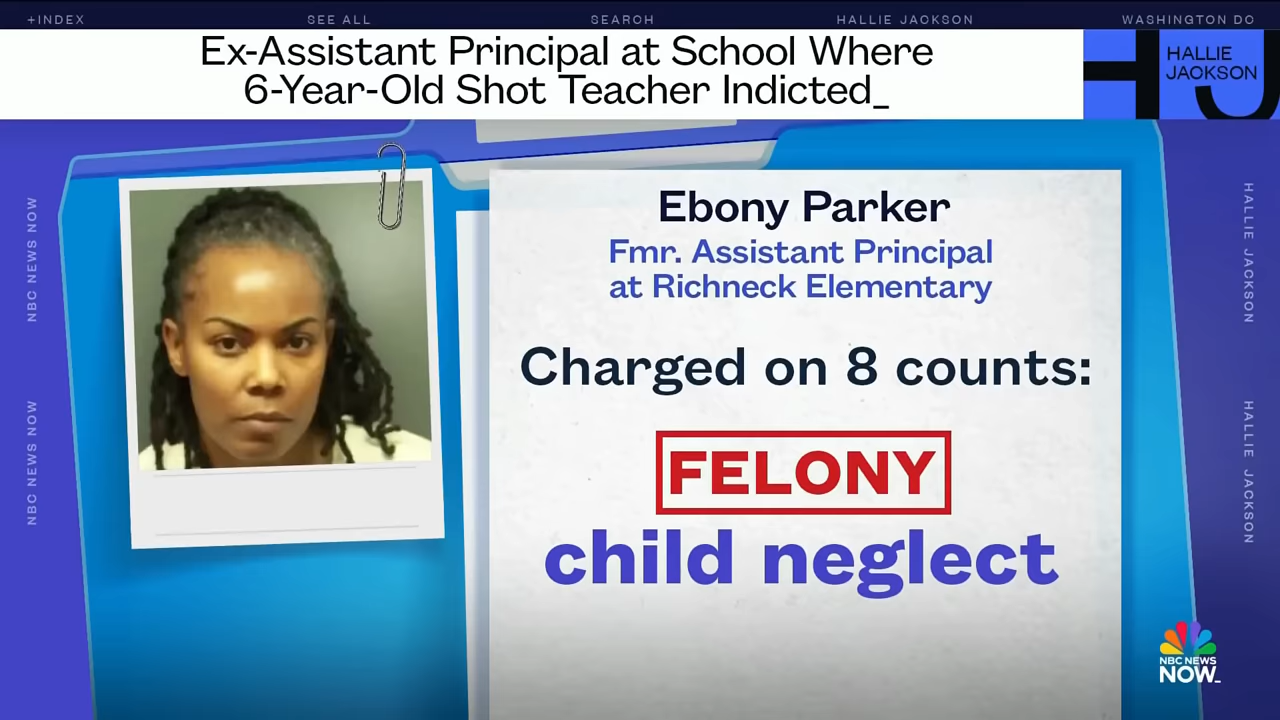 +INDEX
SEE ALL
SEARCH
HALLIE JACKSON
WASHINGTON DC
Ex-Assistant Principal at School Where
6-Year-Old Shot Teacher Indicted_
HALLIE
JACKSON
HJ
NBC NEWS NOW
NBC NEWS NOW
Ebony Parker
Fmr. Assistant Principal
at Richneck Elementary
Charged on 8 counts:
FELONY
child neglect
HALLIE JACKSON
HALLIE JACKSON
NBC NEWS
NOW_